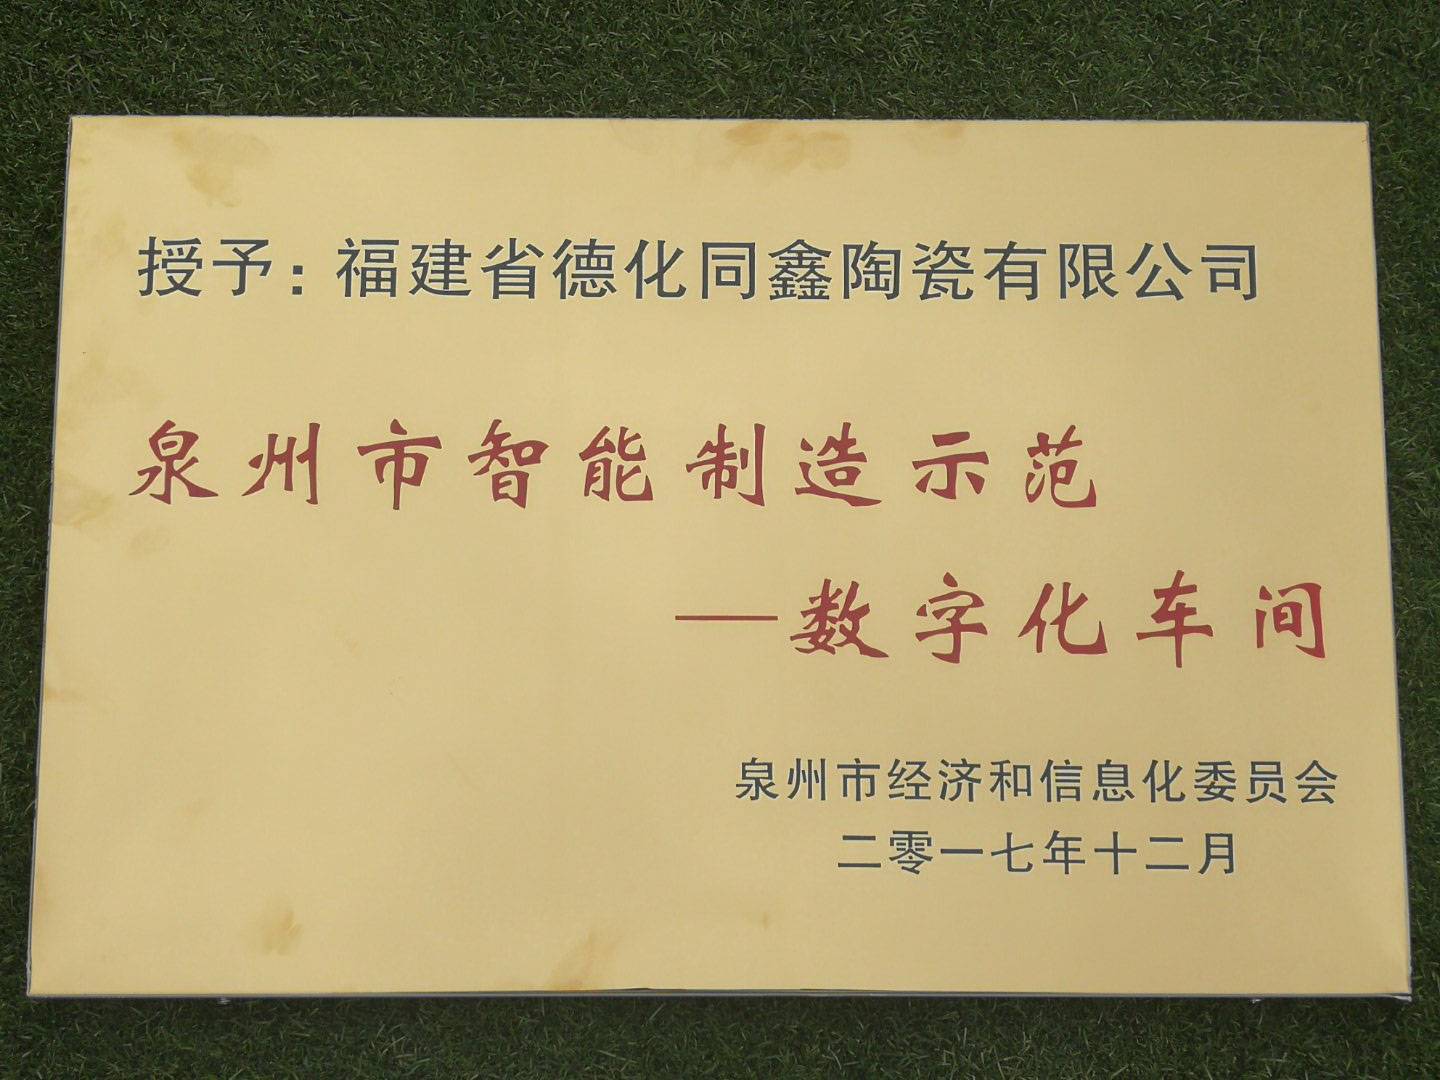 授予：福建省德化同鑫陶瓷有限公司
泉州市智能制造示范
—数字化车间
泉州市经济和信息化委员会
二零一七年十二月